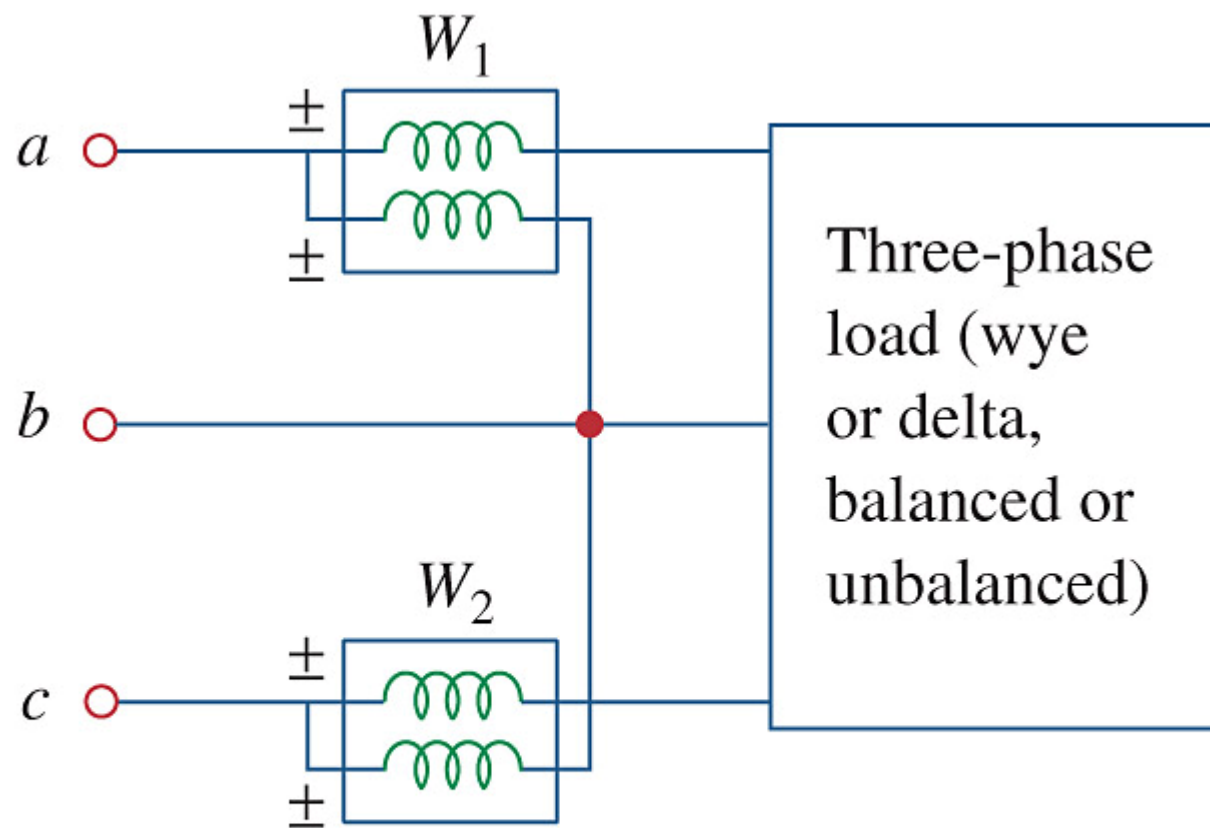 W₁
±
a
±
Three-phase
load (wye
or delta,
balanced or
unbalanced)
b
W₂
±
c
±